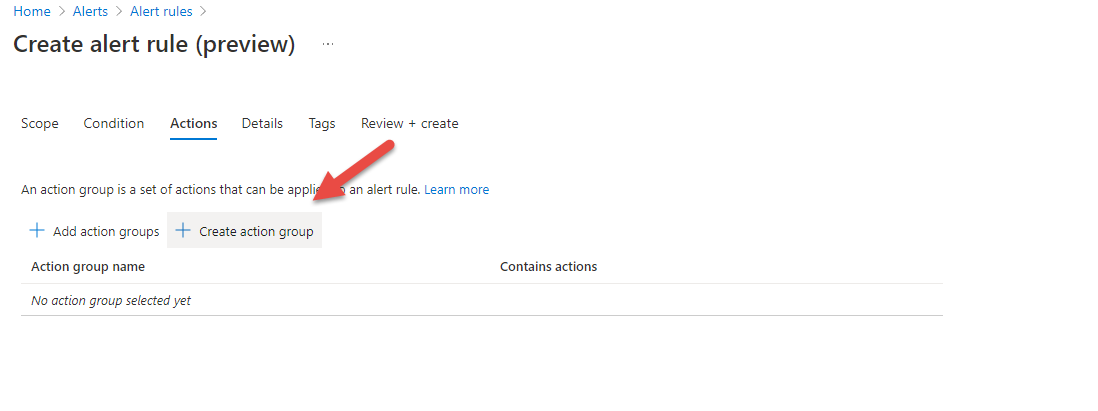 Home > Alerts > Alert rules >
Create alert rule (preview) ...
Scope Condition Actions Details Tags Review + create
An action group is a set of actions that can be applie an alert rule. Learn more
+ Add action groups + Create action group
Action group name Contains actions
No action group selected yet